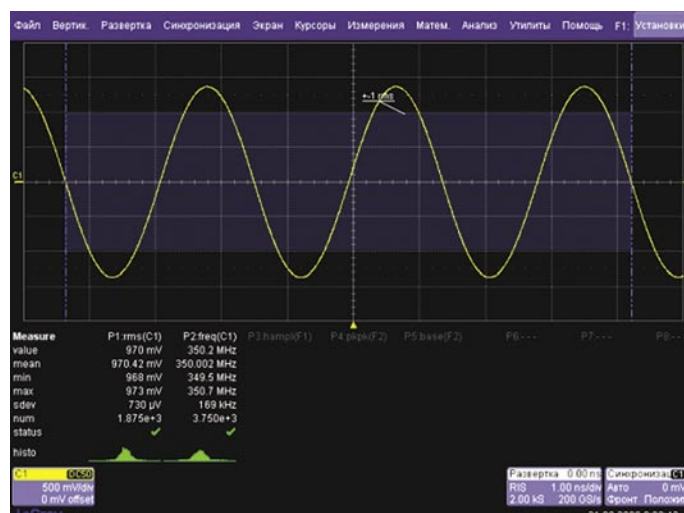 Файл Вертик. Развертка Синхронизация Экран Курсоры Измерения Матем. Анализ Утилиты Помощь F1: Установки
+-1 rms
C1
Measure P1:rms(C1) P2:freq(C1) P3:hampl(F1) P4:pkpk(F2) P5:base(F2) P6:--- P7:--- P8:---
value 970 mV 350.2 MHz
mean 970.42 mV 350.002 MHz
min 968 mV 349.5 MHz
max 973 mV 350.7 MHz
sdev 730 µV 169 kHz
num 1.875e+3 3.750e+3
status
histo
C1 DC50 Развертка 0.00 ns Синхронизац C1
500 mV/div RIS 1.00 ns/div Авто 0 mV
0 mV offset 2.00 kS 200 GS/s Фронт Положи
LeCroy